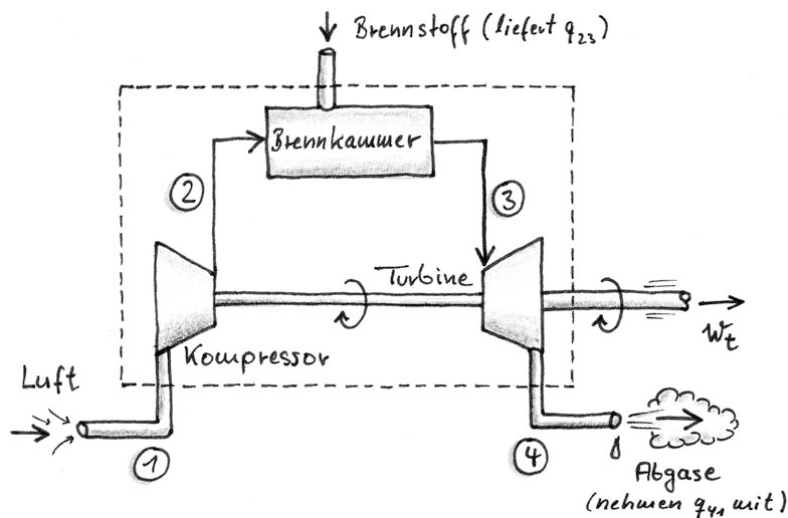 Brennstoff (liefert q23)
Brennkammer
2
3
Turbine
Kompressor
wt
Luft
1
4
Abgase
(nehmen q41 mit)